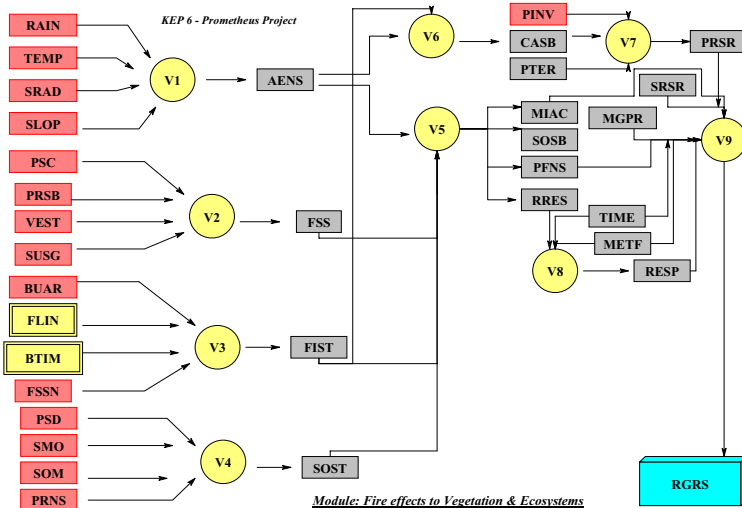 KEP 6 - Prometheus Project
RAIN
TEMP
SRAD
SLOP
V1
AENS
PSC
PRSB
VEST
SUSG
V2
FSS
BUAR
FLIN
BTIM
FSSN
V3
FIST
PSD
SMO
SOM
PRNS
V4
SOST
V6
V5
PINV
CASB
PTER
V7
PRSR
SRSR
MIAC
SOSB
PFNS
RRES
MGPR
V9
TIME
METF
V8
RESP
RGRS
Module: Fire effects to Vegetation & Ecosystems